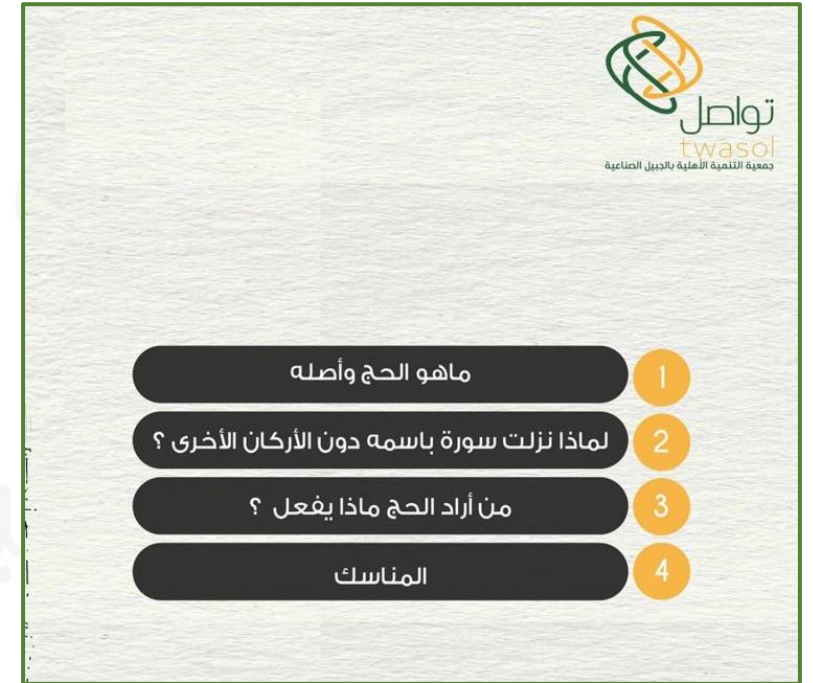 تواصل
twasol
جمعية التنمية الأهلية بالجبيل الصناعية
1 ماهو الحج وأصله
2 لماذا نزلت سورة باسمه دون الأركان الأخرى ؟
3 من أراد الحج ماذا يفعل ؟
4 المناسك